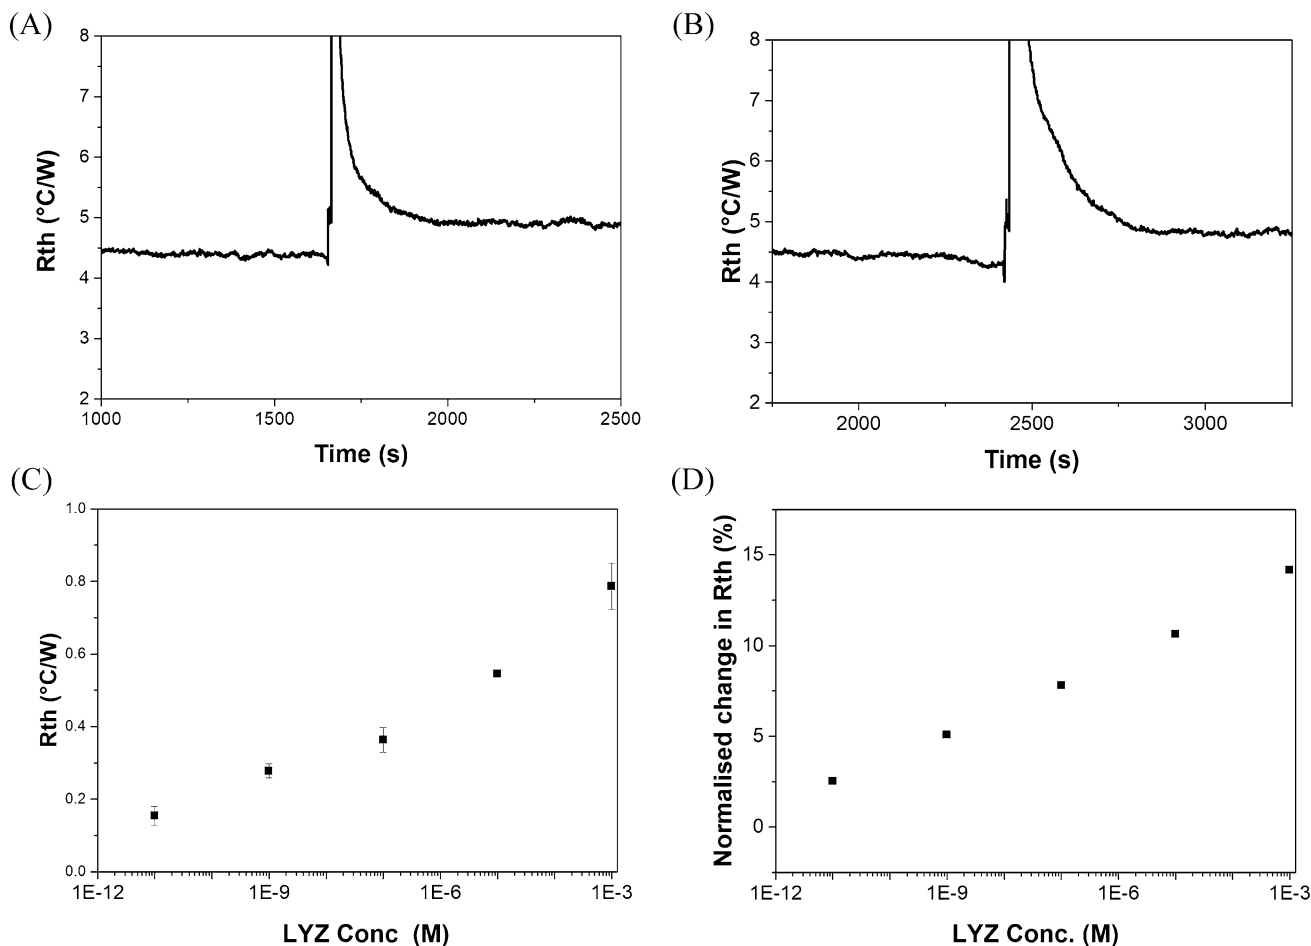 (A)
8
7
6
5
4
3
2
Rth (°C/W)
1000
1500
2000
2500
Time (s)
(B)
8
7
6
5
4
3
2
Rth (°C/W)
2000
2500
3000
Time (s)
(C)
1.0
0.8
0.6
0.4
0.2
0.0
Rth (°C/W)
1E-12
1E-9
1E-6
1E-3
LYZ Conc (M)
(D)
15
10
5
0
Normalised change in Rth (%)
1E-12
1E-9
1E-6
1E-3
LYZ Conc. (M)